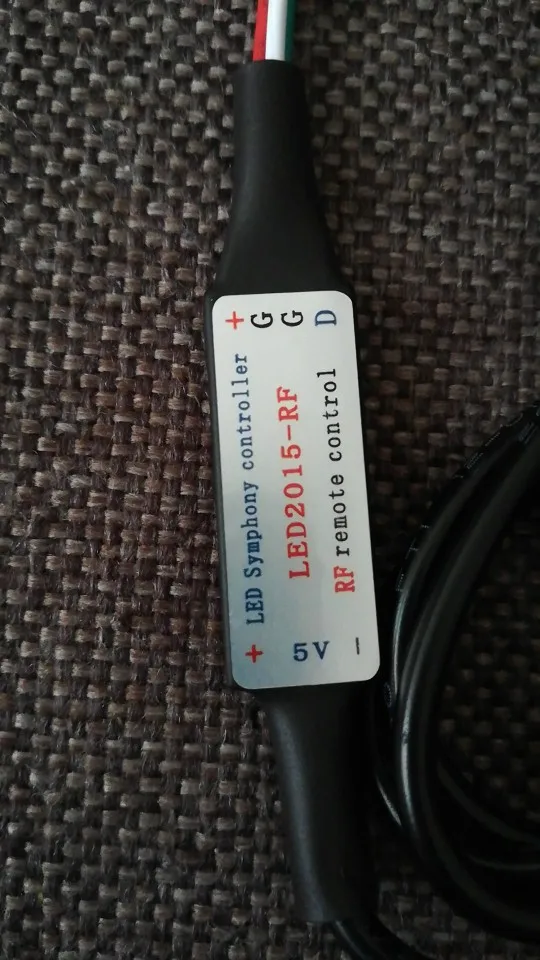 + LED Symphony controller +
G
5V LED2015-RF G
- RF remote control D